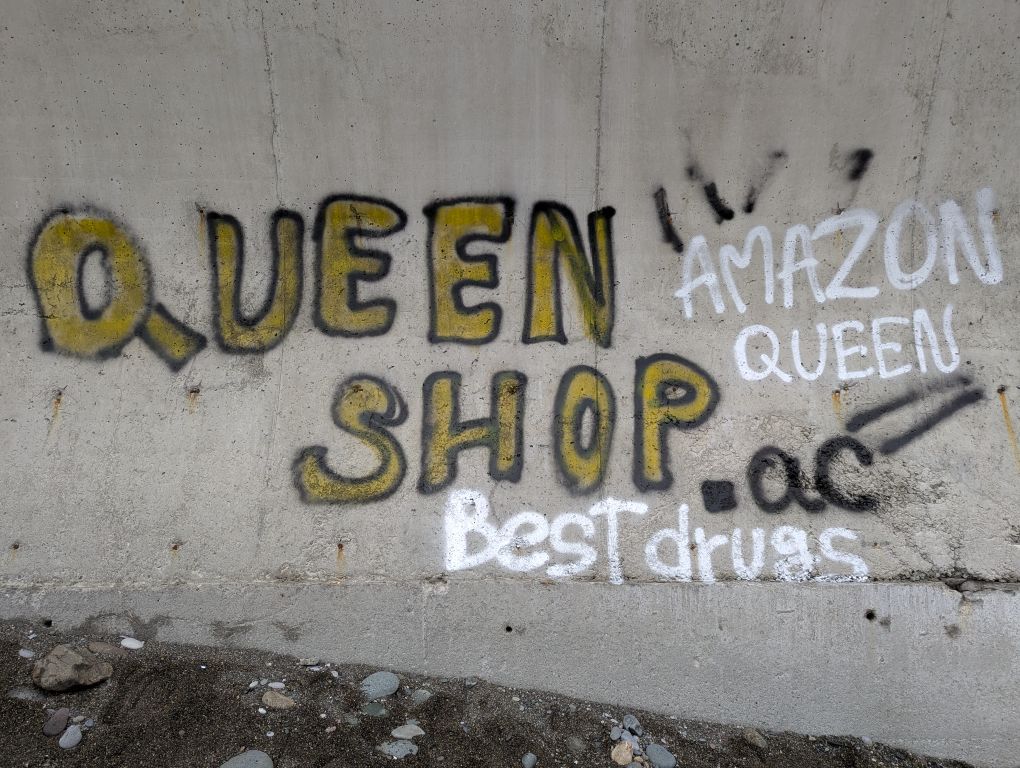 QUEEN
SHOP.ac
AMAZON
QUEEN
Best drugs